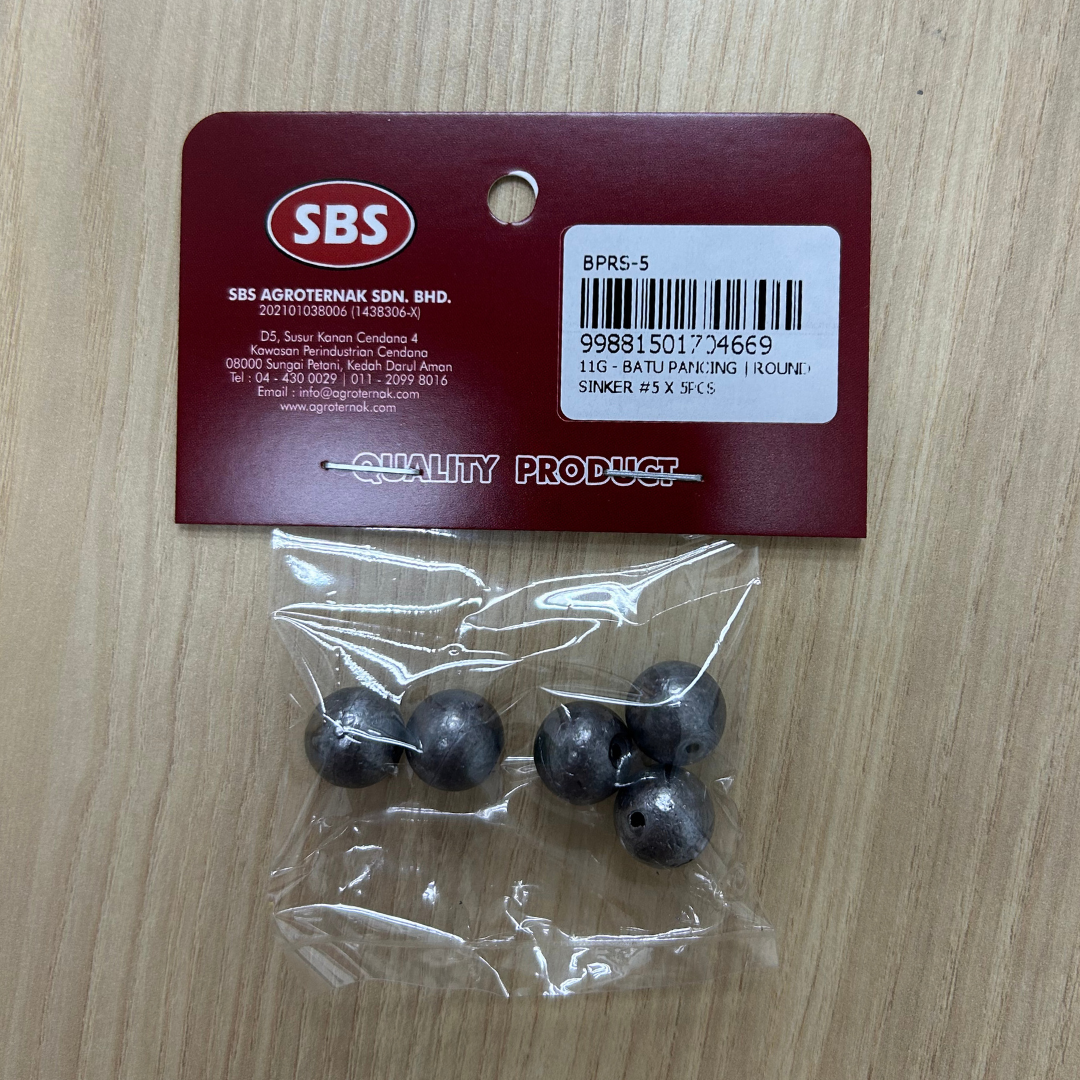 SBS
SBS AGROTERNAK SDN. BHD.
202101038006 (1438306-X)
D5, Susur Kanan Cendana 4
Kawasan Perindustrian Cendana
08000 Sungai Petani, Kedah Darul Aman
Tel : 04 - 430 0029 | 011 - 2099 8016
Email : info@agroternak.com
www.agroternak.com
BPRS-5
99881501704669
11G - BATU PANCING | ROUND
SINKER #5 X 5PCS
QUALITY PRODUCT